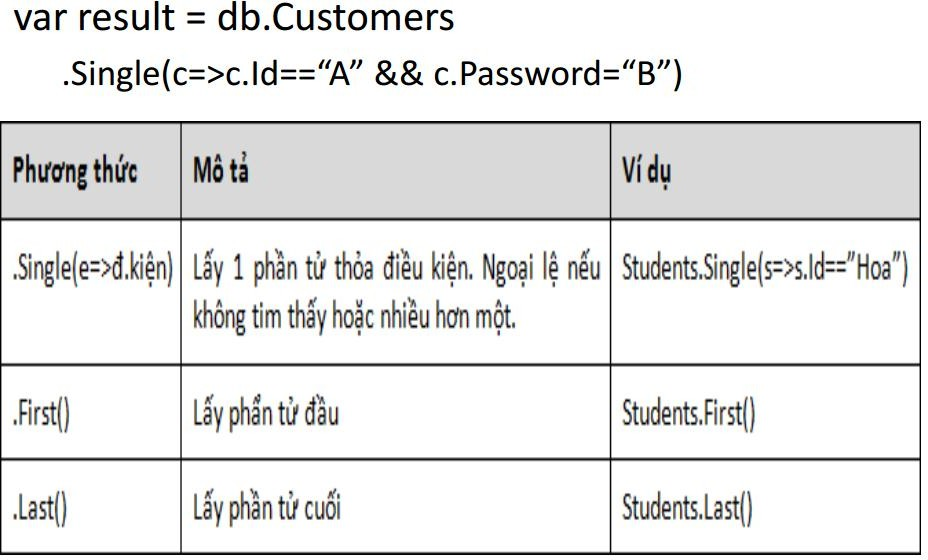 var result = db.Customers
.Single(c=>c.Id==“A” && c.Password=“B”)
Phương thức Mô tả Ví dụ
.Single(e=>đ.kiện) Lấy 1 phần tử thỏa điều kiện. Ngoại lệ nếu Students.Single(s=>s.Id==”Hoa”)
không tim thấy hoặc nhiều hơn một.
.First() Lấy phần tử đầu Students.First()
.Last() Lấy phần tử cuối Students.Last()